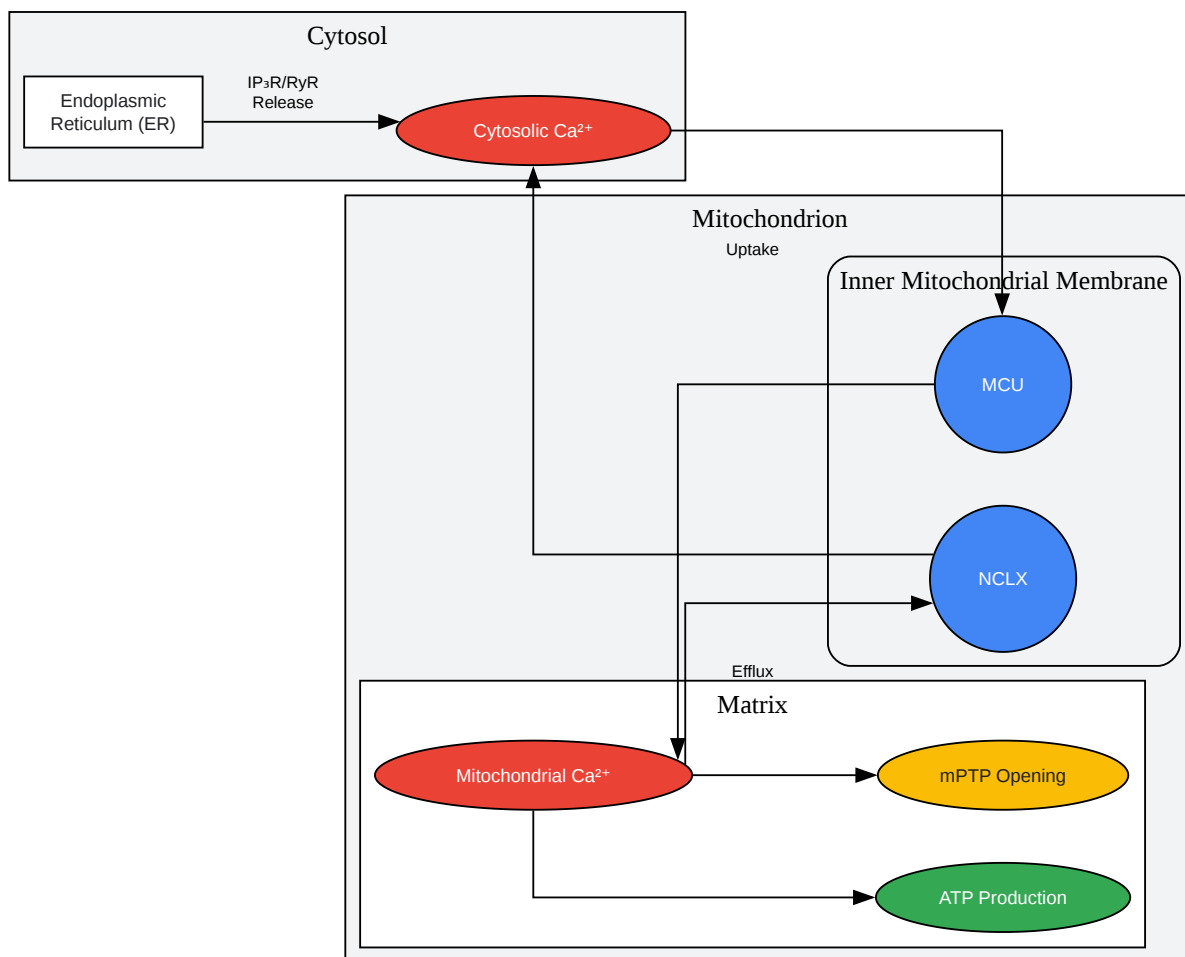 Cytosol
Endoplasmic
Reticulum (ER)
IP₃R/RyR
Release
Cytosolic Ca²⁺
Mitochondrion
Uptake
Inner Mitochondrial Membrane
MCU
NCLX
Efflux
Matrix
Mitochondrial Ca²⁺
mPTP Opening
ATP Production